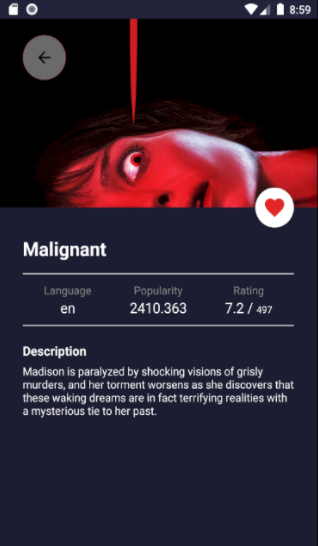 8:59
Malignant
Language Popularity Rating
en 2410.363 7.2 / 497
Description
Madison is paralyzed by shocking visions of grisly
murders, and her torment worsens as she discovers that
these waking dreams are in fact terrifying realities with
a mysterious tie to her past.